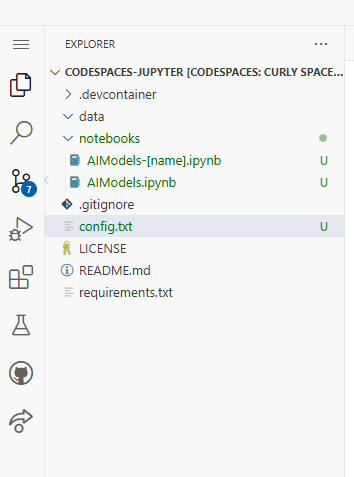 EXPLORER
CODESPACES-JUPYTER [CODESPACES: CURLY SPACE...
.devcontainer
data
notebooks
AIModels-[name].ipynb U
AIModels.ipynb U
7
.gitignore
config.txt U
LICENSE
README.md
requirements.txt